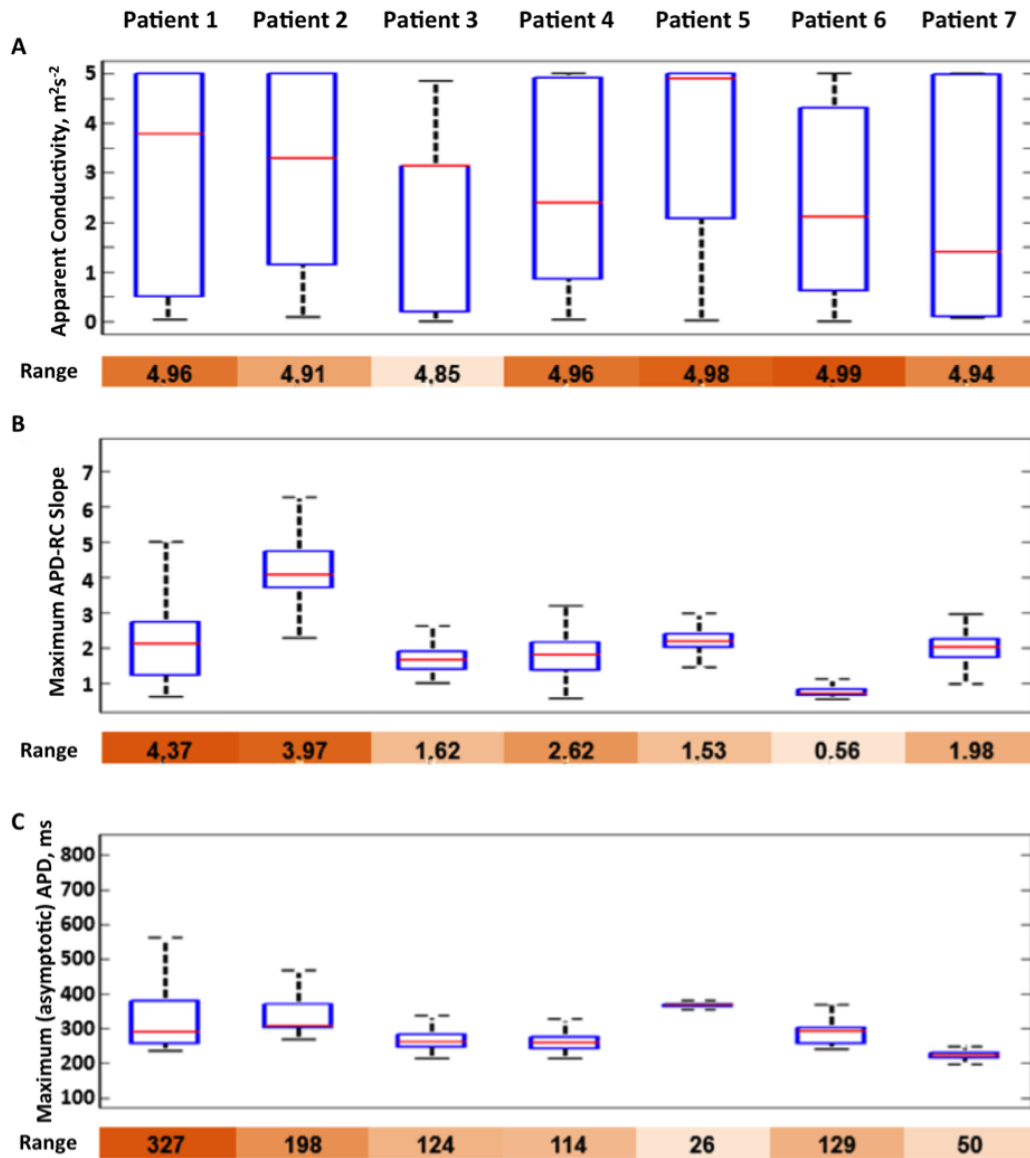 Patient 1 Patient 2 Patient 3 Patient 4 Patient 5 Patient 6 Patient 7
A
Apparent Conductivity, m²s⁻²
5
4
3
2
1
0
Range 4.96 4.91 4.85 4.96 4.98 4.99 4.94
B
Maximum APD-RC Slope
7
6
5
4
3
2
1
Range 4.37 3.97 1.62 2.62 1.53 0.56 1.98
C
Maximum (asymptotic) APD, ms
800
700
600
500
400
300
200
100
Range 327 198 124 114 26 129 50